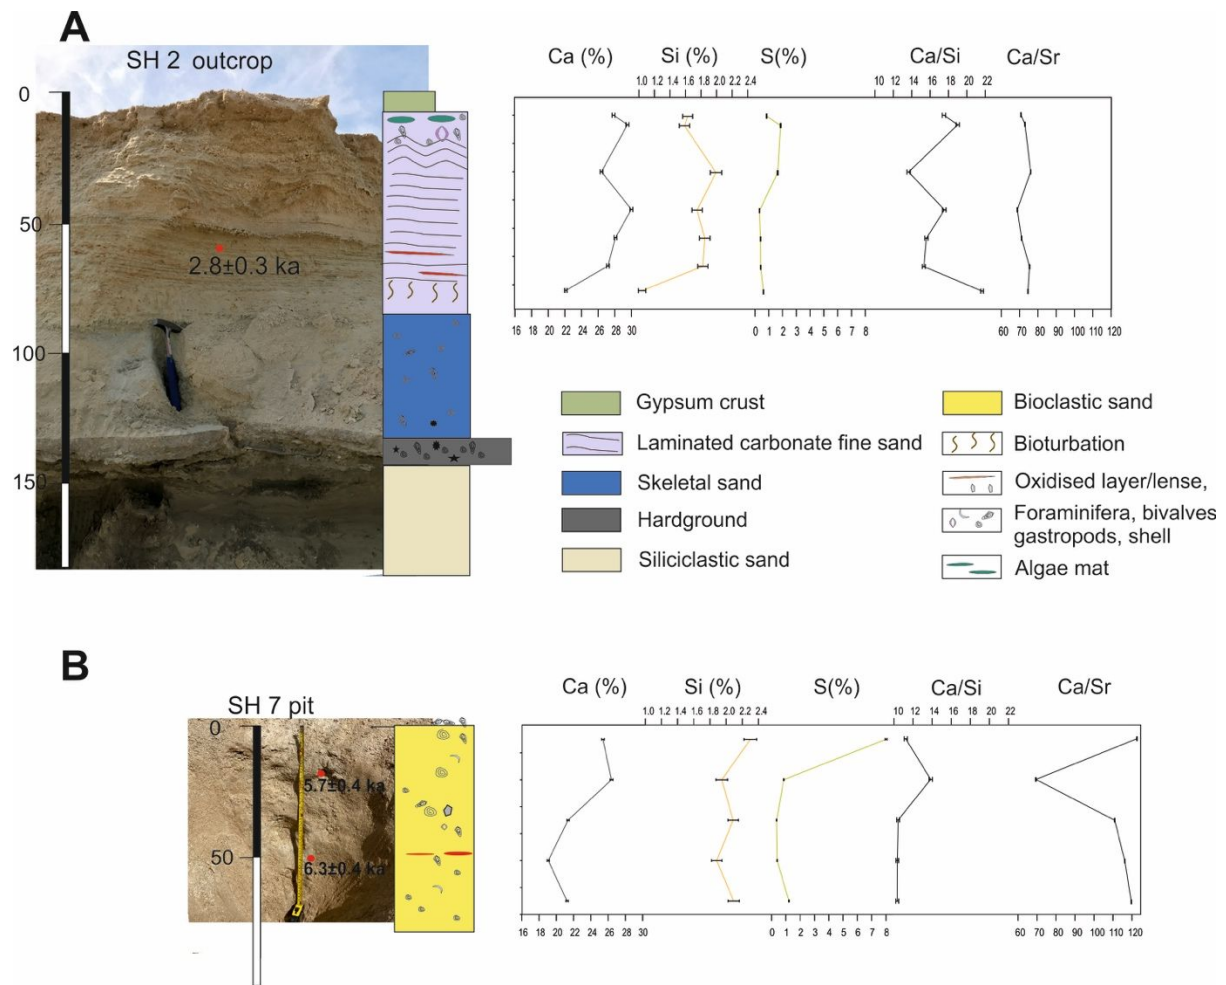 A
SH 2 outcrop
Ca (%) Si (%) S(%) Ca/Si Ca/Sr
1.0 1.2 1.4 1.6 1.8 2.0 2.2 2.4 10 12 14 16 18 20 22
0
50
2.8±0.3 ka
100
150
16 18 20 22 24 26 28 30 0 1 2 3 4 5 6 7 8 60 70 80 90 100 110 120
Gypsum crust
Laminated carbonate fine sand
Skeletal sand
Hardground
Siliciclastic sand
Bioclastic sand
Bioturbation
Oxidised layer/lense,
Foraminifera, bivalves
gastropods, shell
Algae mat
B
SH 7 pit
Ca (%) Si (%) S(%) Ca/Si Ca/Sr
1.0 1.2 1.4 1.6 1.8 2.0 2.2 2.4 10 12 14 16 18 20 22
0
5.7±0.4 ka
50
6.3±0.4 ka
16 18 20 22 24 26 28 30 0 1 2 3 4 5 6 7 8 60 70 80 90 100 110 120